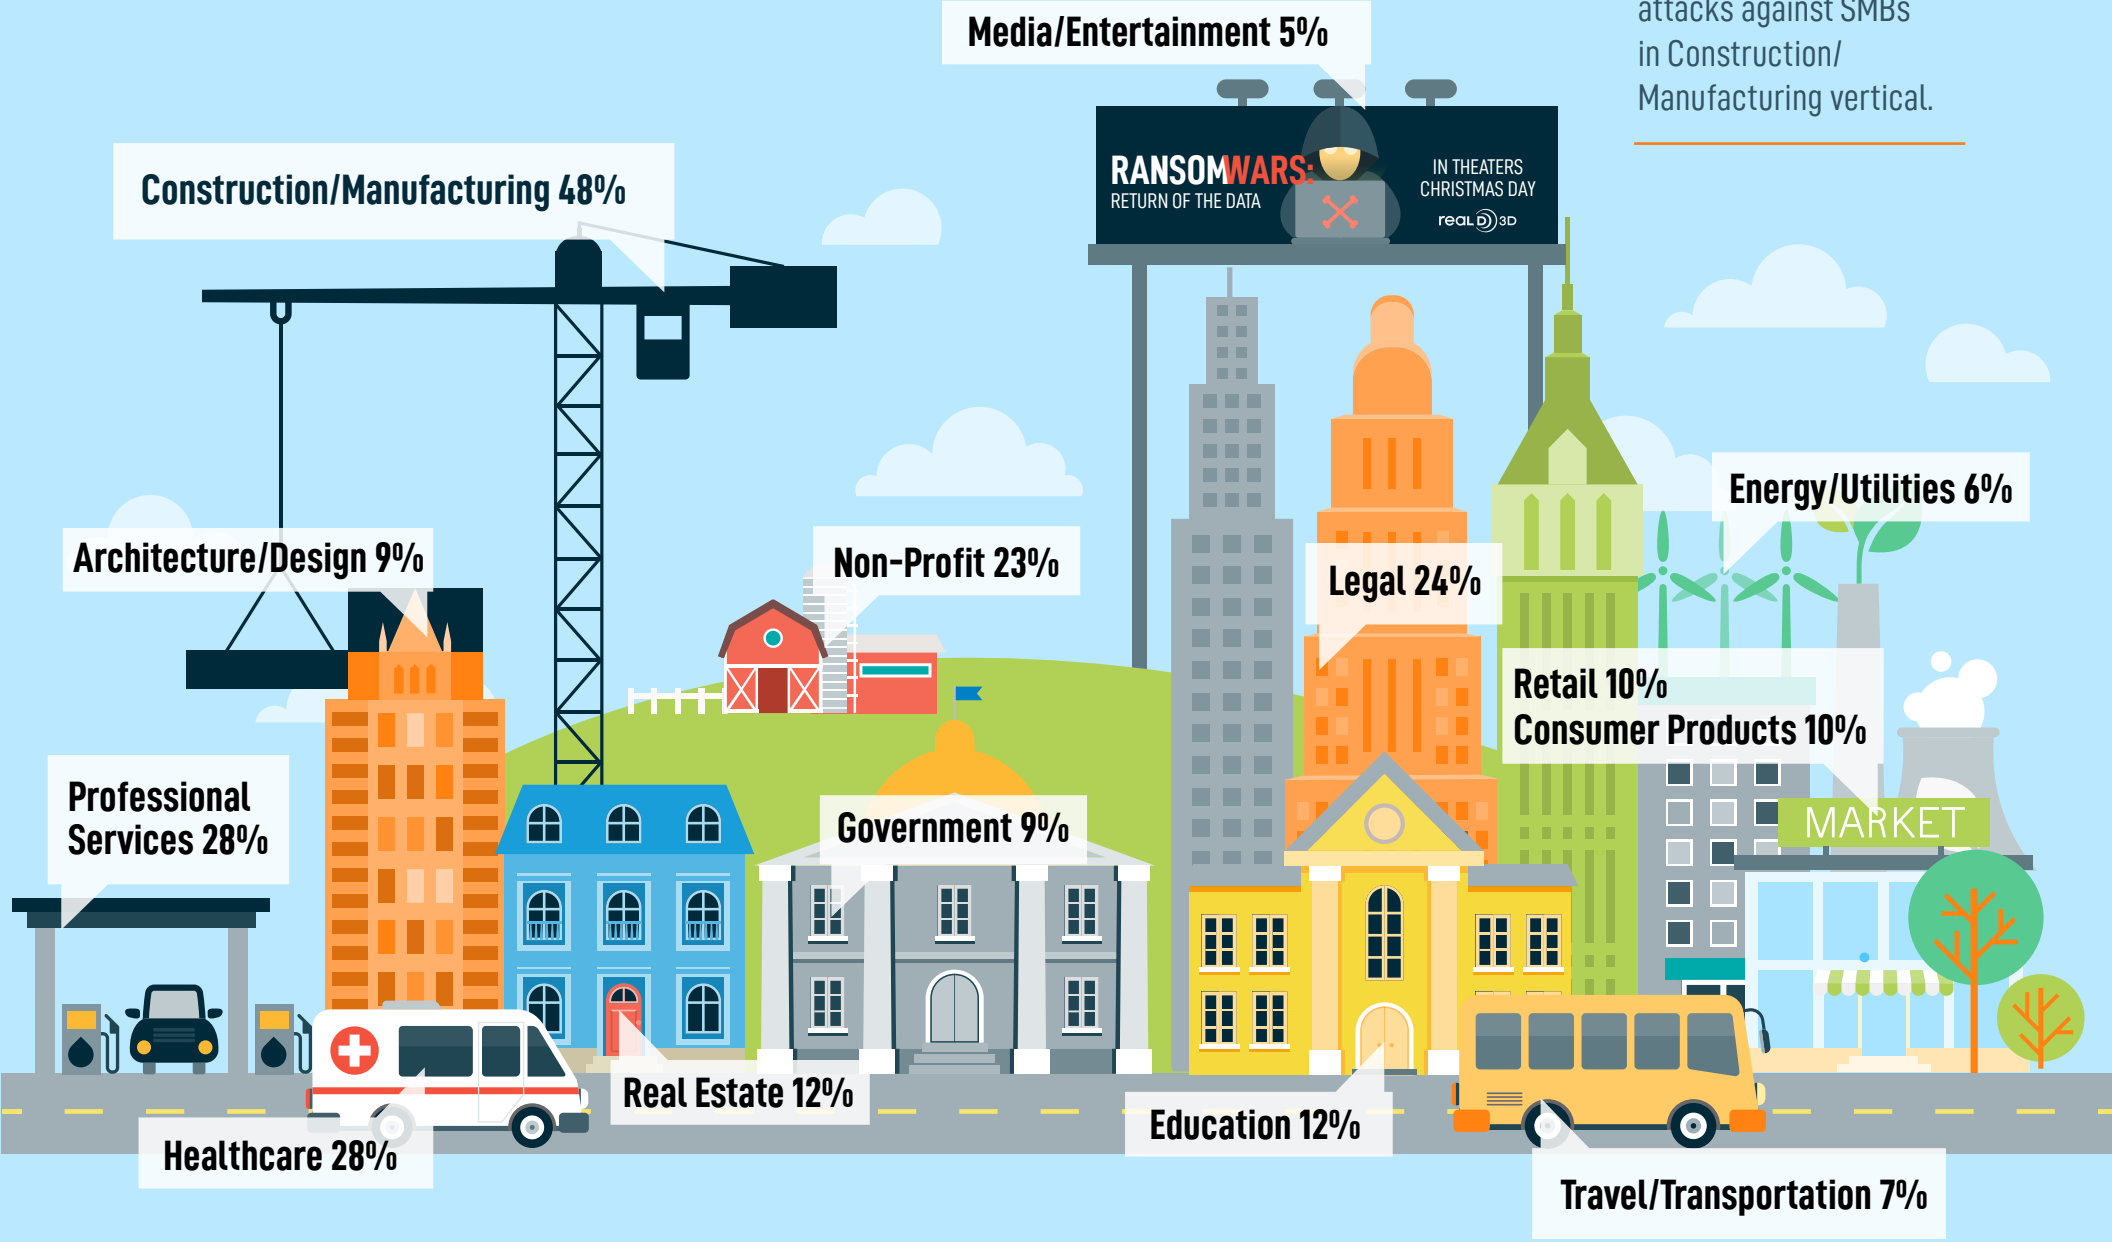 attacks against SMBs
in Construction/
Manufacturing vertical.
Media/Entertainment 5%
RANSOMWARS:
RETURN OF THE DATA
IN THEATERS
CHRISTMAS DAY
REAL D 3D
Construction/Manufacturing 48%
Architecture/Design 9%
Non-Profit 23%
Legal 24%
Energy/Utilities 6%
Retail 10%
Consumer Products 10%
MARKET
Professional
Services 28%
Government 9%
Real Estate 12%
Healthcare 28%
Education 12%
Travel/Transportation 7%